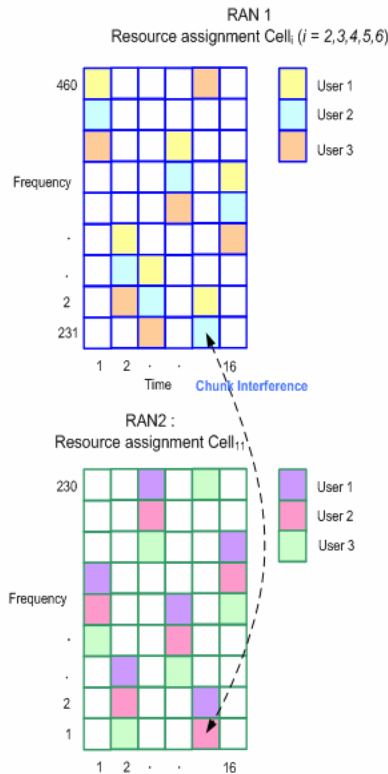 RAN 1
Resource assignment Cellᵢ (i = 2,3,4,5,6)
460
User 1
User 2
User 3
Frequency
.
.
2
231
1 2 . . 16
Time
Chunk Interference
RAN2 :
Resource assignment Cell₁₁
230
User 1
User 2
User 3
Frequency
.
.
2
1
1 2 . . 16